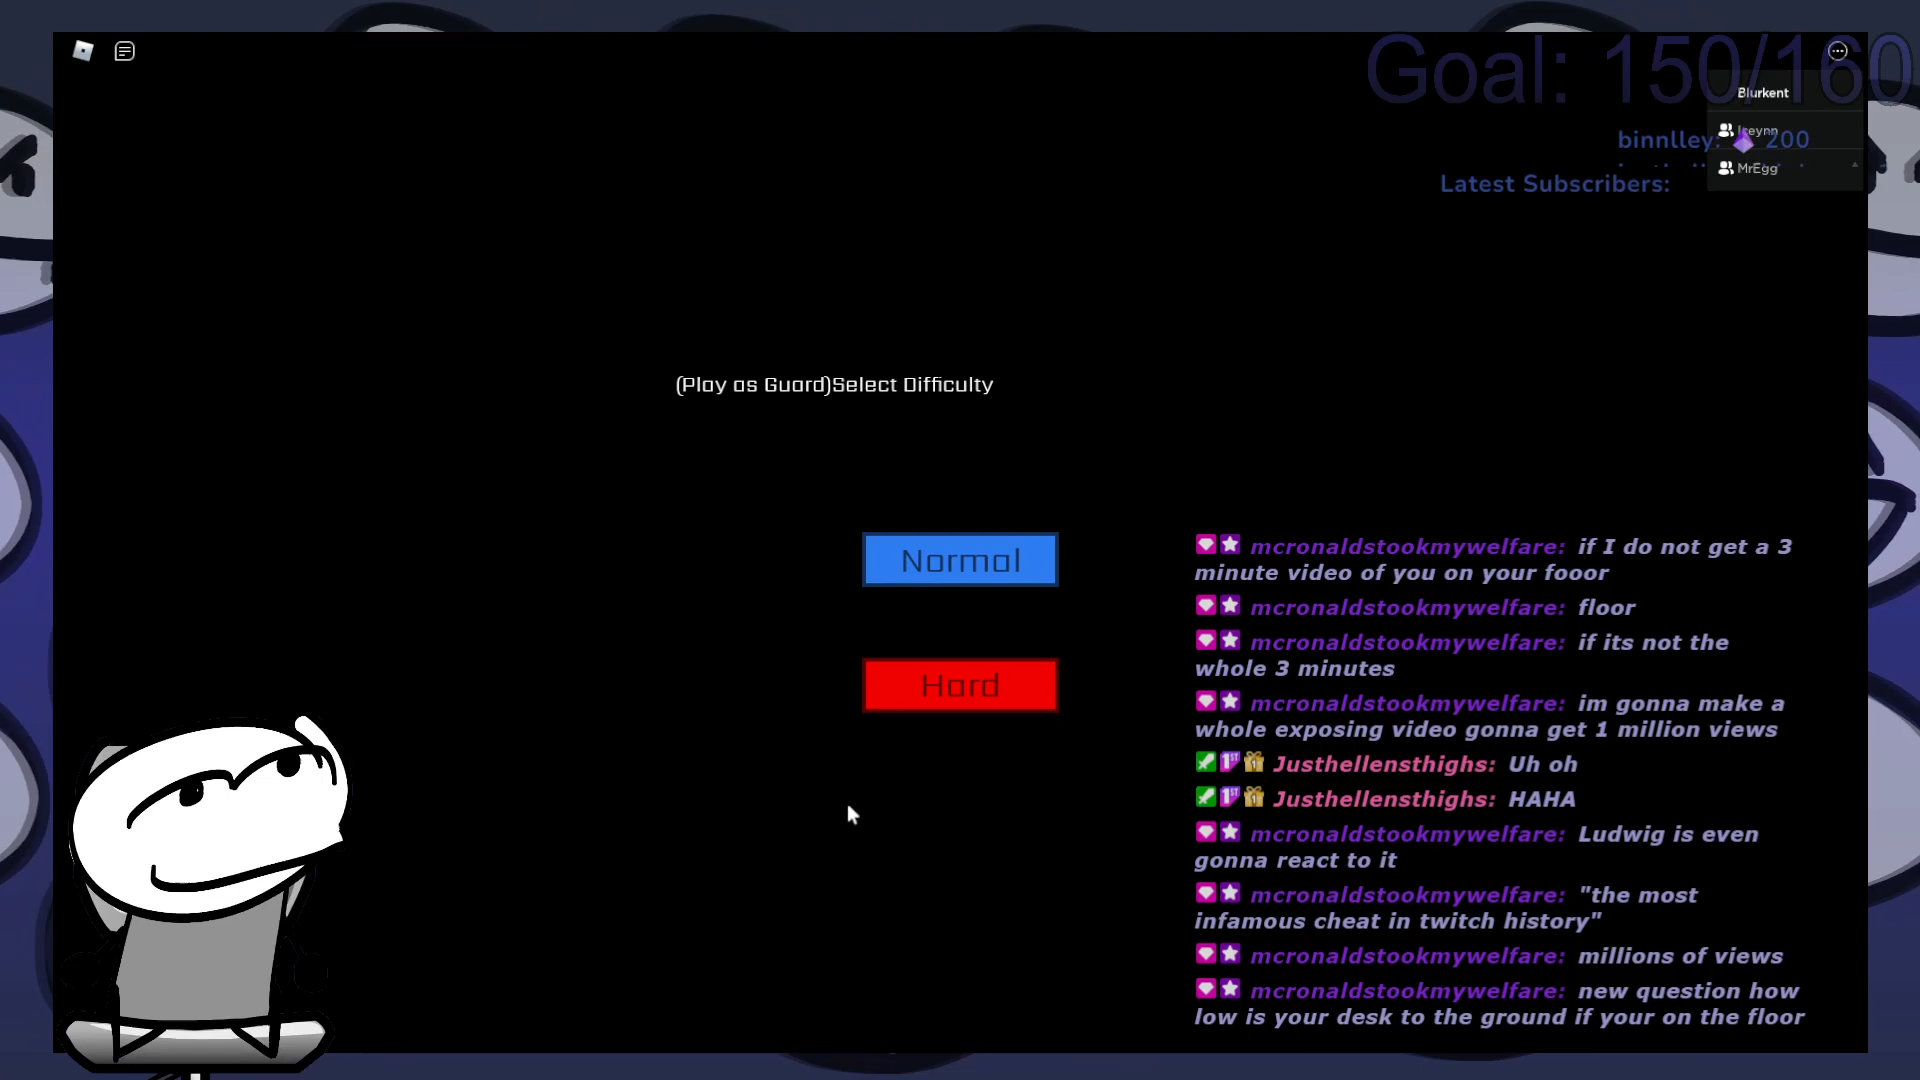 Goal: 150/160
Blurkent
Iseynn
binnlley: 200
MrEgg
Latest Subscribers:
(Play as Guard)Select Difficulty
Normal
Hard
mcronaldstookmywelfare: if I do not get a 3
minute video of you on your fooor
mcronaldstookmywelfare: floor
mcronaldstookmywelfare: if its not the
whole 3 minutes
mcronaldstookmywelfare: im gonna make a
whole exposing video gonna get 1 million views
Justhellensthighs: Uh oh
Justhellensthighs: HAHA
mcronaldstookmywelfare: Ludwig is even
gonna react to it
mcronaldstookmywelfare: "the most
infamous cheat in twitch history"
mcronaldstookmywelfare: millions of views
mcronaldstookmywelfare: new question how
low is your desk to the ground if your on the floor